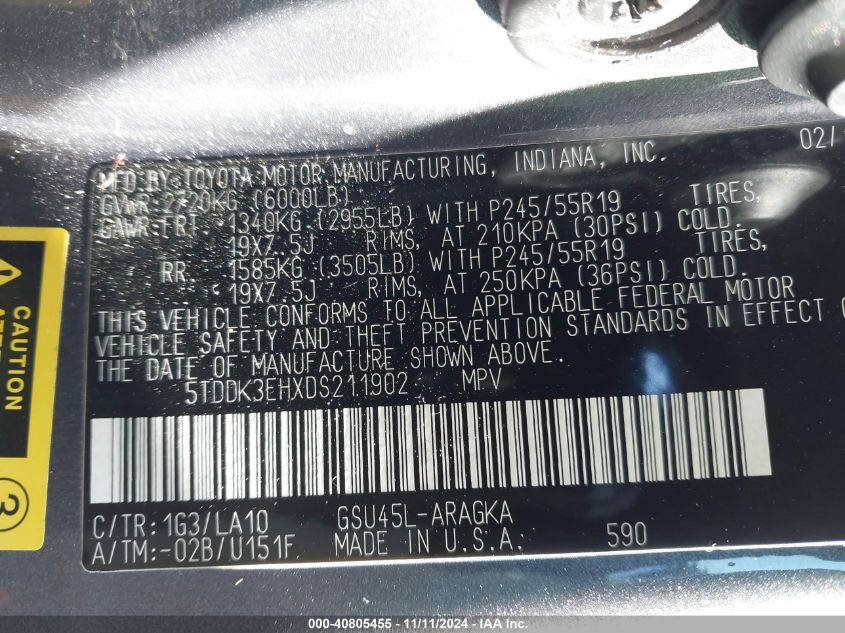 MFD BY TOYOTA MOTOR MANUFACTURING, INDIANA, INC. 02/
GVWR 2720KG (6000LB)
GAWR FRT 1340KG (2955LB) WITH P245/55R19 TIRES,
19X7.5J RIMS, AT 210KPA (30PSI) COLD.
RR. 1585KG (3505LB) WITH P245/55R19 TIRES,
19X7.5J RIMS, AT 250KPA (36PSI) COLD.
THIS VEHICLE CONFORMS TO ALL APPLICABLE FEDERAL MOTOR
VEHICLE SAFETY AND THEFT PREVENTION STANDARDS IN EFFECT
THE DATE OF MANUFACTURE SHOWN ABOVE.
5TDDK3EHXDS211902 MPV
C/TR: 1G3/LA10 GSU45L-ARAGKA
A/TM: -02B/U151F MADE IN U.S.A. 590
CAUTION
3
000-40805455 - 11/11/2024 - IAA Inc.